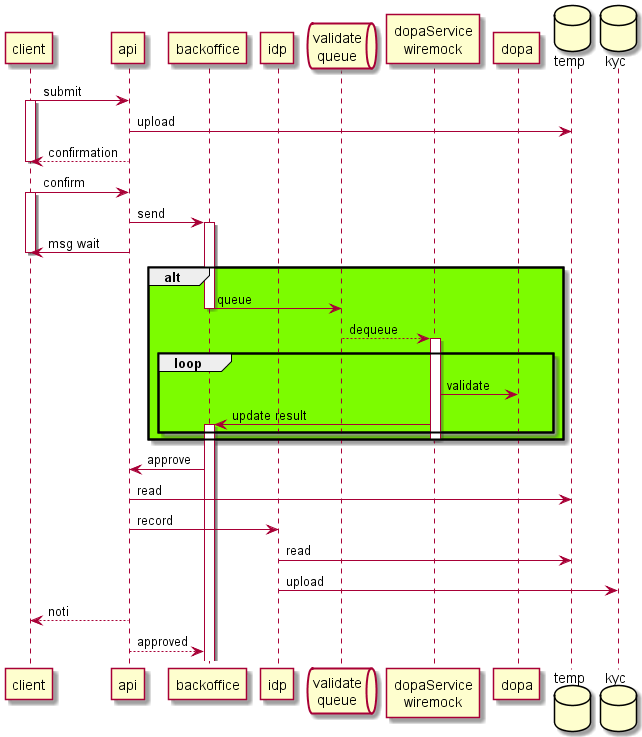 client
api
backoffice
idp
validate
queue
dopaService
wiremock
dopa
temp
kyc
submit
upload
confirmation
confirm
send
msg wait
alt
queue
dequeue
loop
validate
update result
approve
read
record
read
upload
noti
approved
client
api
backoffice
idp
validate
queue
dopaService
wiremock
dopa
temp
kyc